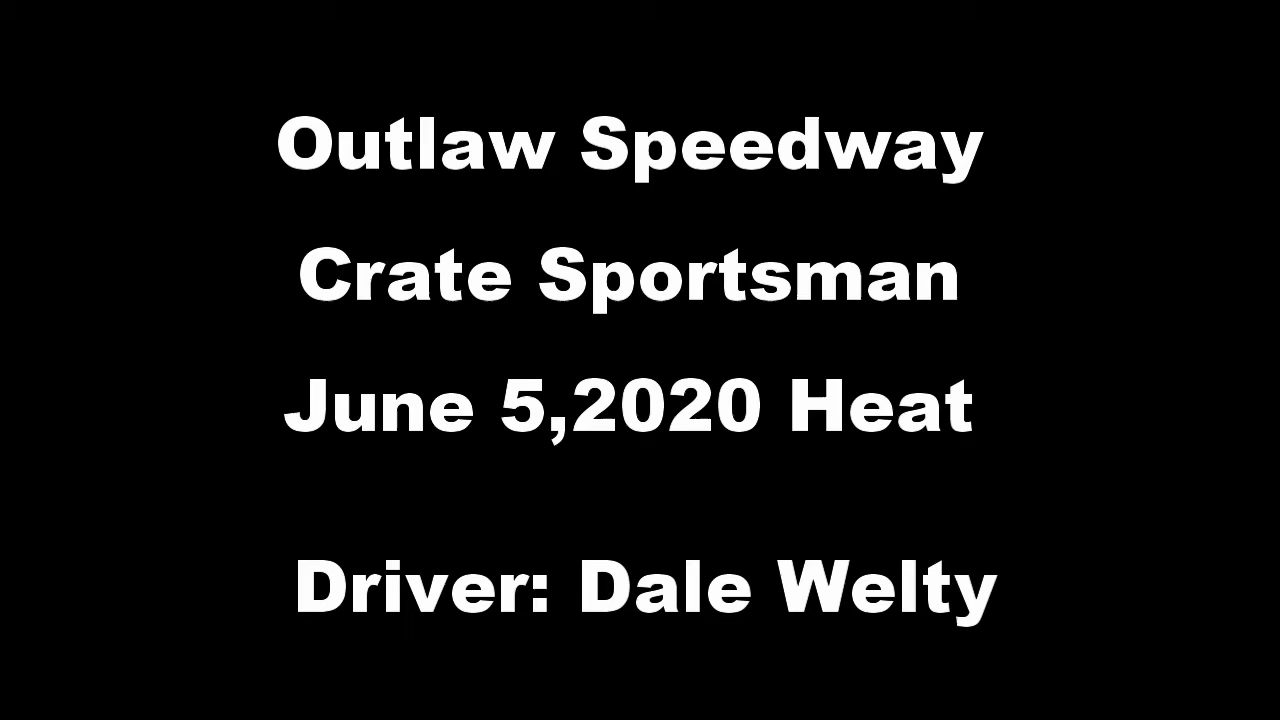 Outlaw Speedway
Crate Sportsman
June 5,2020 Heat
Driver: Dale Welty